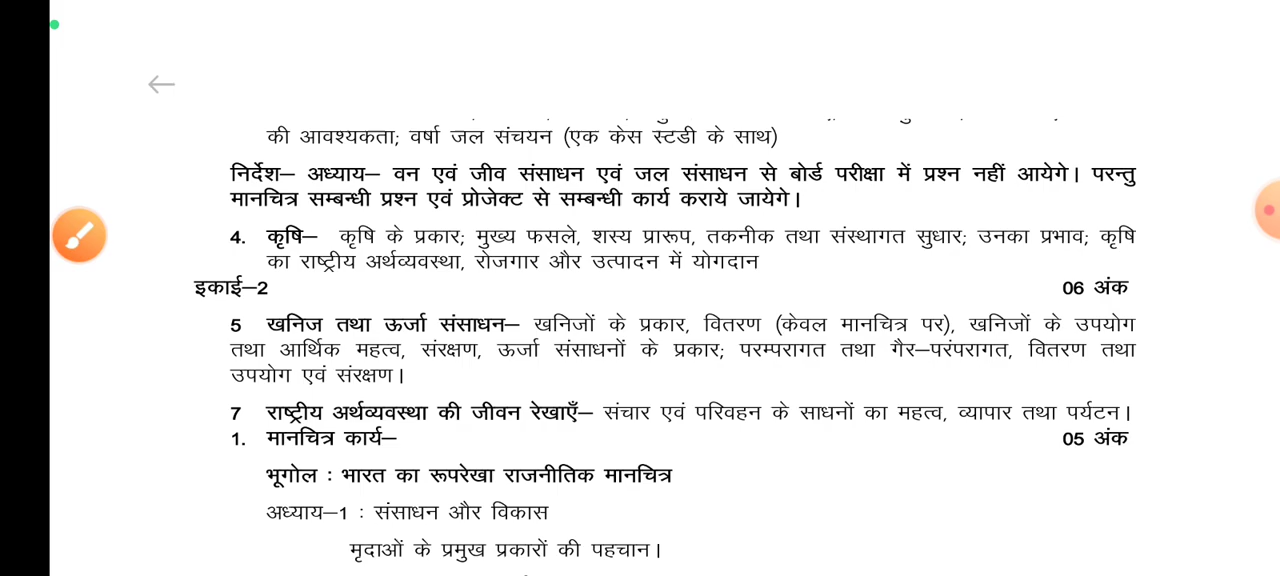 की आवश्यकता; वर्षा जल संचयन (एक केस स्टडी के साथ)
निर्देश– अध्याय– वन एवं जीव संसाधन एवं जल संसाधन से बोर्ड परीक्षा में प्रश्न नहीं आयेगे। परन्तु
मानचित्र सम्बन्धी प्रश्न एवं प्रोजेक्ट से सम्बन्धी कार्य कराये जायेगे।
4. कृषि– कृषि के प्रकार; मुख्य फसले, शस्य प्रारूप, तकनीक तथा संस्थागत सुधार; उनका प्रभाव; कृषि
का राष्ट्रीय अर्थव्यवस्था, रोजगार और उत्पादन में योगदान
इकाई–2 06 अंक
5 खनिज तथा ऊर्जा संसाधन– खनिजों के प्रकार, वितरण (केवल मानचित्र पर), खनिजों के उपयोग
तथा आर्थिक महत्व, संरक्षण, ऊर्जा संसाधनों के प्रकार; परम्परागत तथा गैर–परंपरागत, वितरण तथा
उपयोग एवं संरक्षण।
7 राष्ट्रीय अर्थव्यवस्था की जीवन रेखाएँ– संचार एवं परिवहन के साधनों का महत्व, व्यापार तथा पर्यटन।
1. मानचित्र कार्य– 05 अंक
भूगोल : भारत का रूपरेखा राजनीतिक मानचित्र
अध्याय–1 : संसाधन और विकास
मृदाओं के प्रमुख प्रकारों की पहचान।